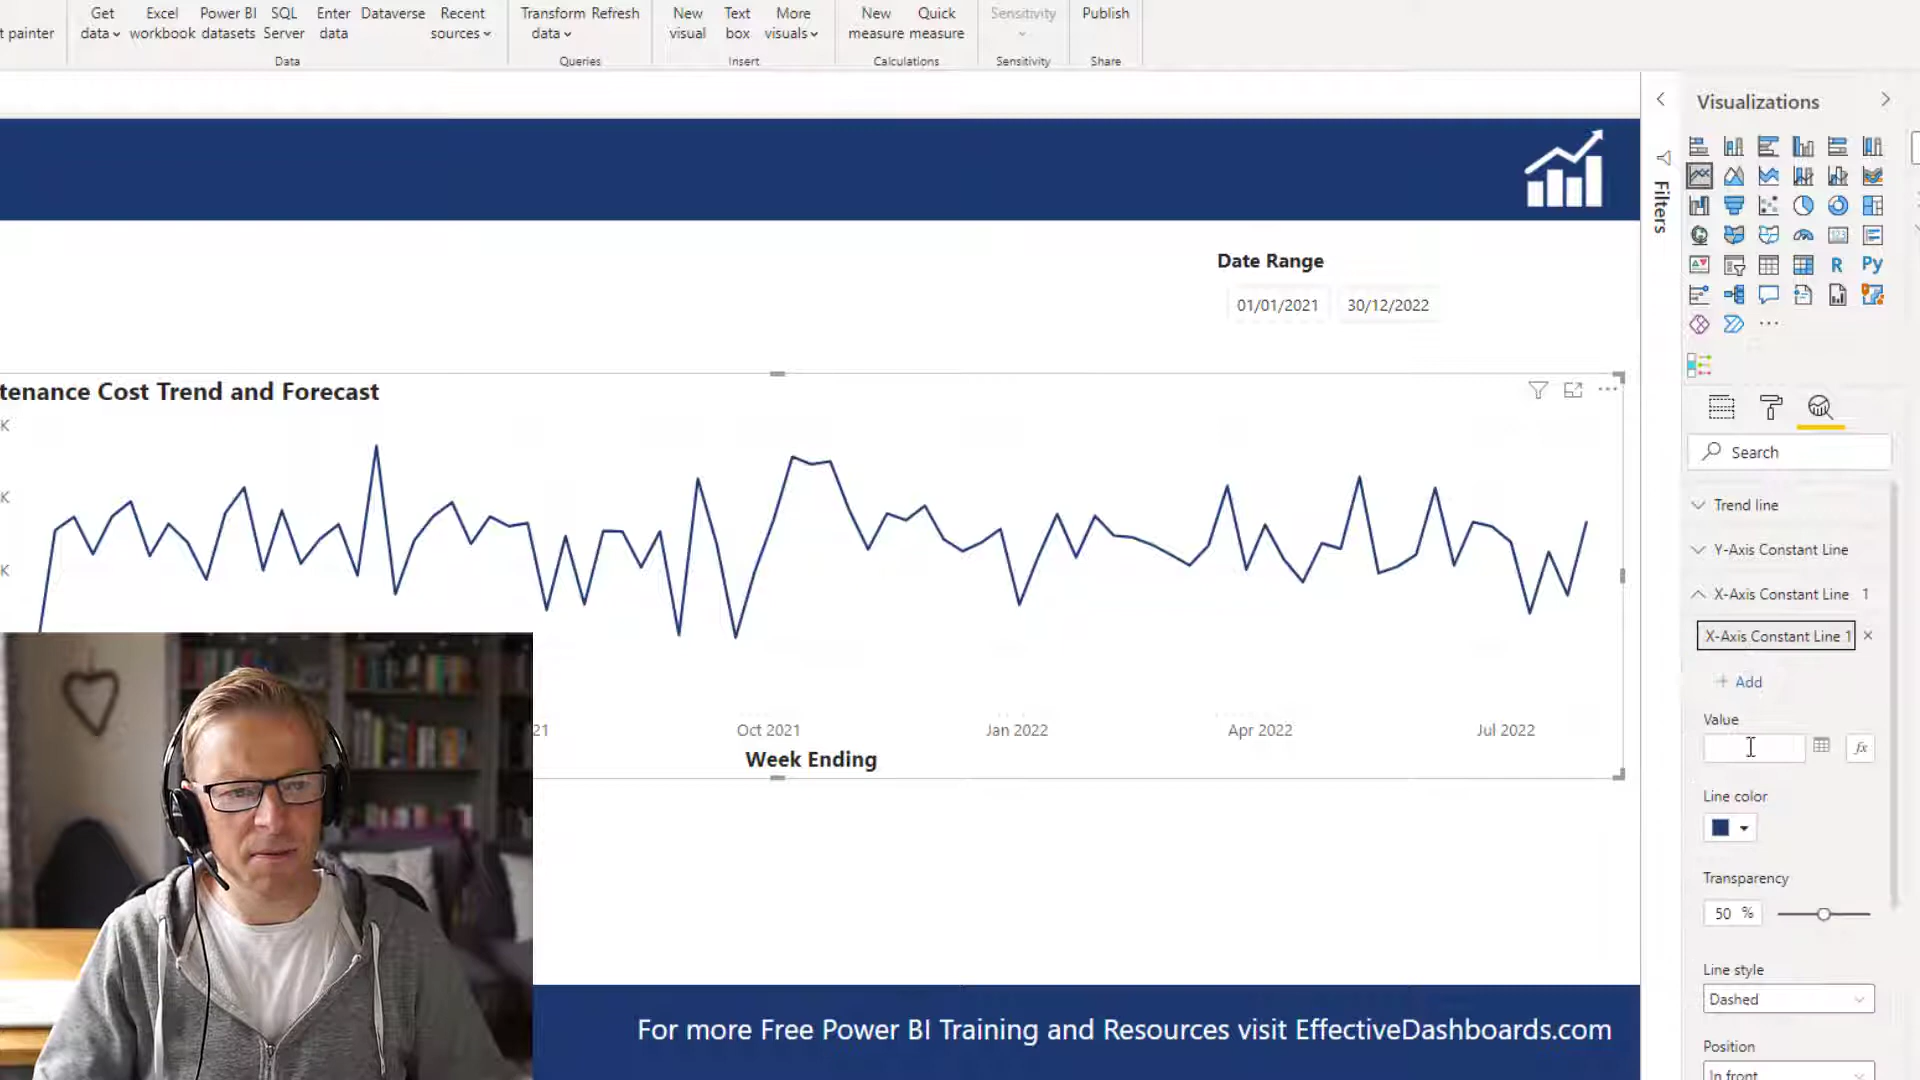 t painter
Get data
Excel workbook
Power BI datasets
SQL Server
Enter data
Dataverse
Recent sources
Transform data
Refresh
New visual
Text box
More visuals
New measure
Quick measure
Sensitivity
Publish
Data
Queries
Insert
Calculations
Sensitivity
Share
Visualizations
Filters
R
Py
123
Date Range
01/01/2021
30/12/2022
tenance Cost Trend and Forecast
K
K
K
21
Oct 2021
Jan 2022
Apr 2022
Jul 2022
Week Ending
Search
Trend line
Y-Axis Constant Line
X-Axis Constant Line 1
X-Axis Constant Line 1
+ Add
Value
fx
Line color
Transparency
50 %
Line style
Dashed
Position
In front
For more Free Power BI Training and Resources visit EffectiveDashboards.com